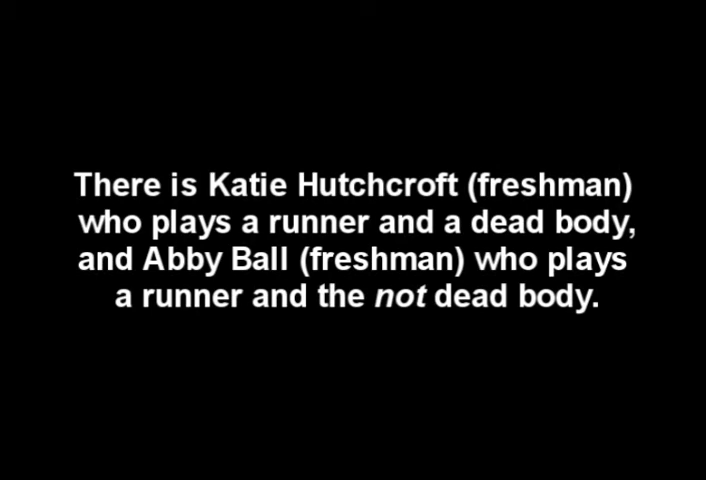 There is Katie Hutchcroft (freshman)
who plays a runner and a dead body,
and Abby Ball (freshman) who plays
a runner and the not dead body.